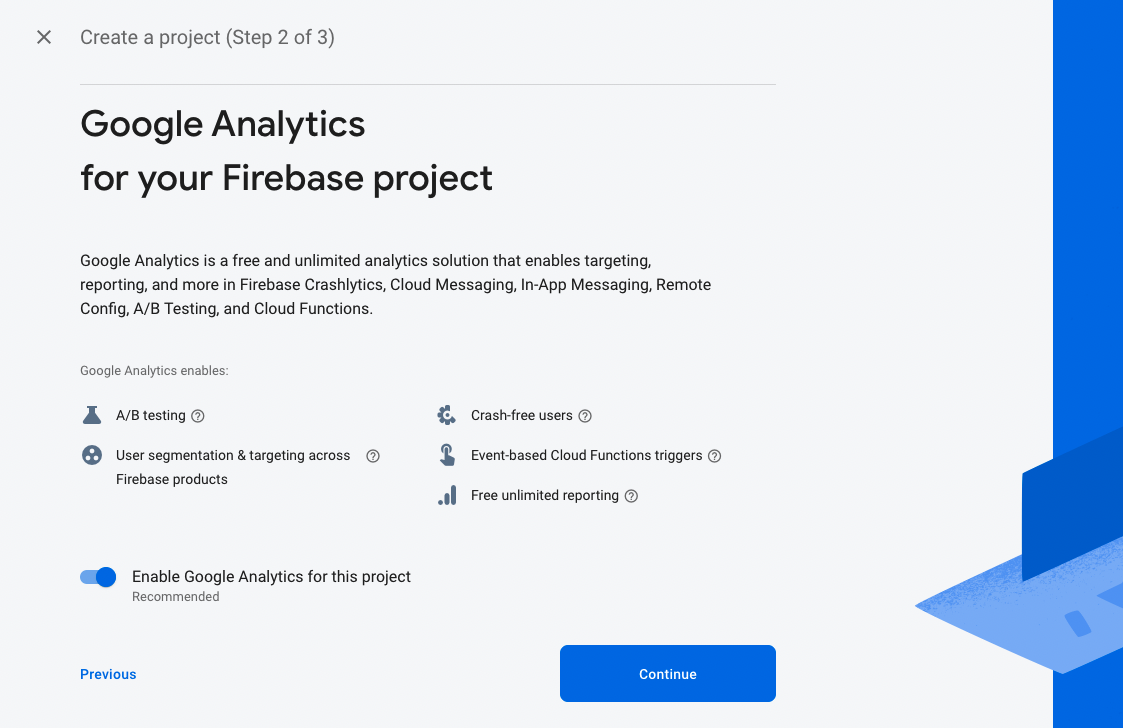 Create a project (Step 2 of 3)
Google Analytics
for your Firebase project
Google Analytics is a free and unlimited analytics solution that enables targeting,
reporting, and more in Firebase Crashlytics, Cloud Messaging, In-App Messaging, Remote
Config, A/B Testing, and Cloud Functions.
Google Analytics enables:
A/B testing
User segmentation & targeting across
Firebase products
Crash-free users
Event-based Cloud Functions triggers
Free unlimited reporting
Enable Google Analytics for this project
Recommended
Previous
Continue